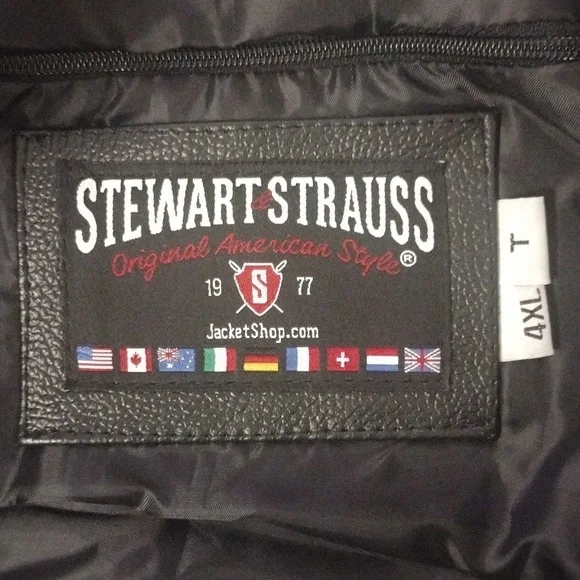 STEWART & STRAUSS
Original American Style®
19 S 77
JacketShop.com
4XL T